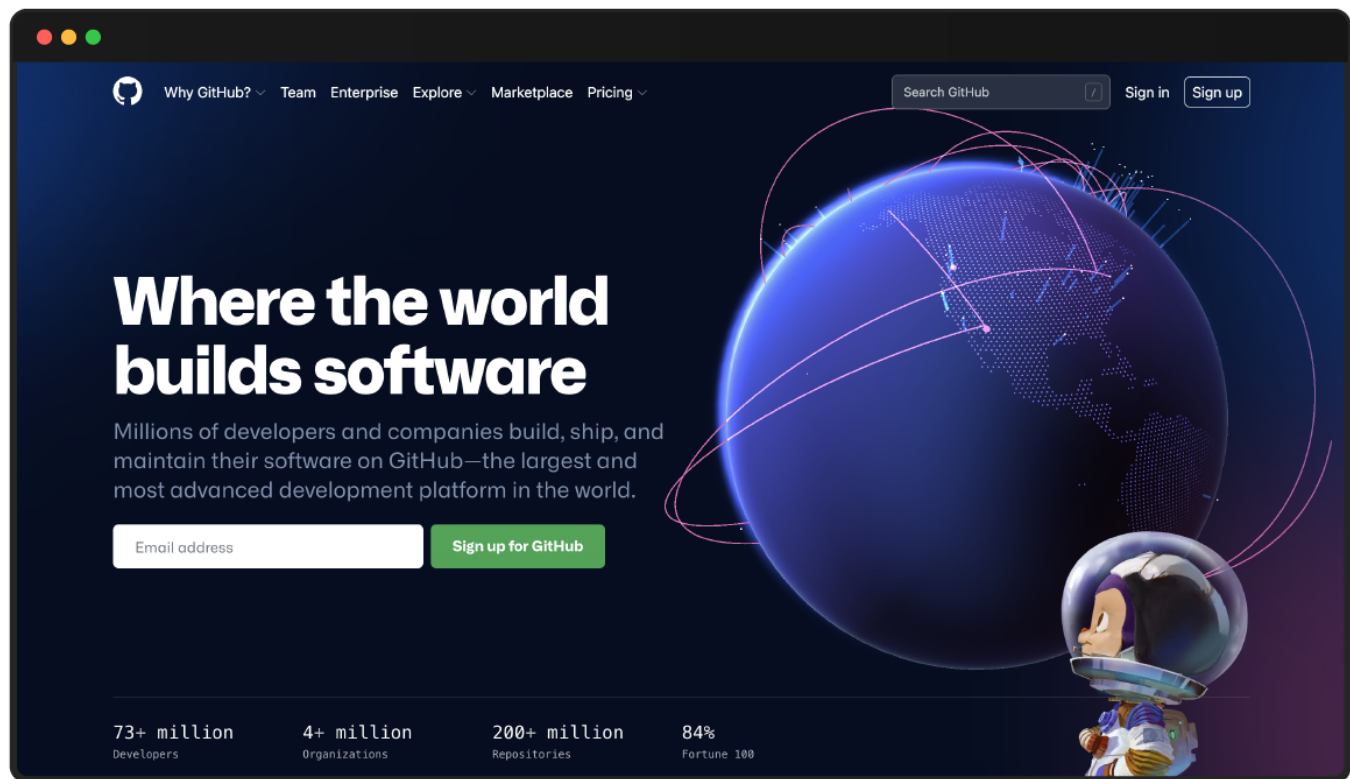 Why GitHub? Team Enterprise Explore Marketplace Pricing Search GitHub / Sign in Sign up
Where the world
builds software
Millions of developers and companies build, ship, and
maintain their software on GitHub—the largest and
most advanced development platform in the world.
Email address Sign up for GitHub
73+ million 4+ million 200+ million 84%
Developers Organizations Repositories Fortune 100